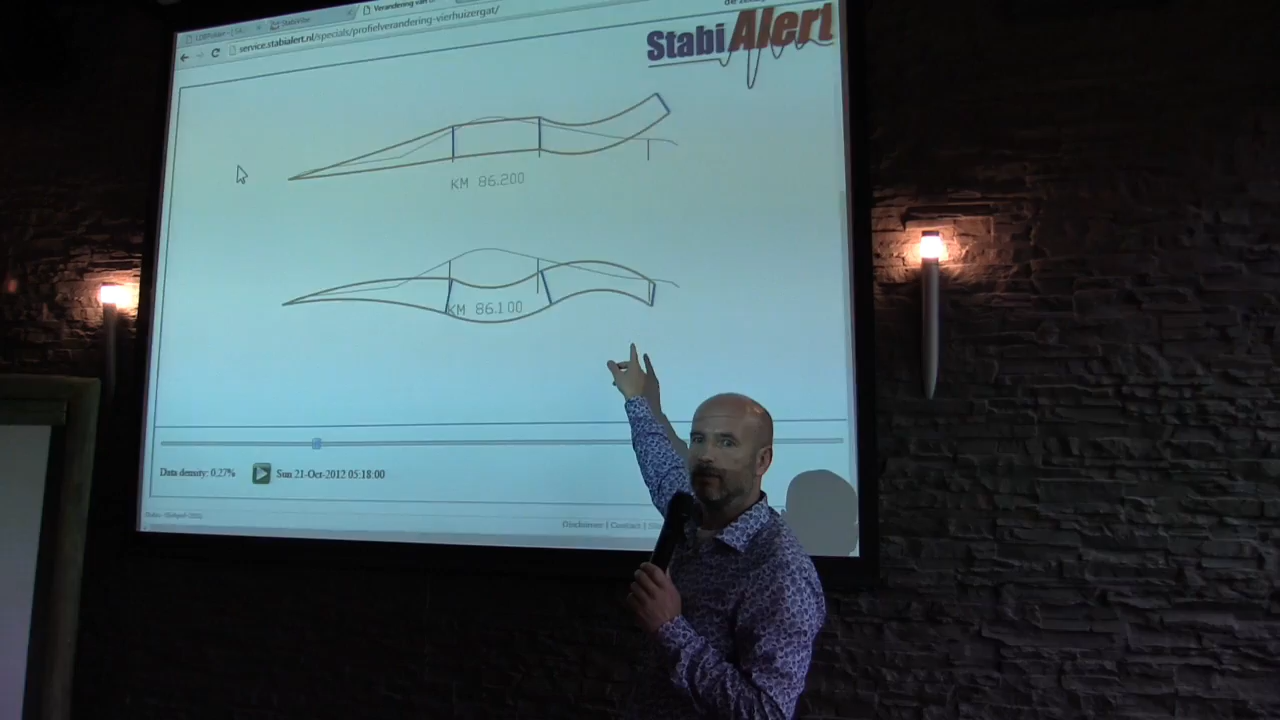 StabiAlert
service.stabialert.nl/specials/profielverandering-vierhuizergat/
StabiAlert
KM 86.200
KM 86.100
Data density: 0,27%
Sun 21-Oct-2012 05:18:00
Disclaimer | Contact |